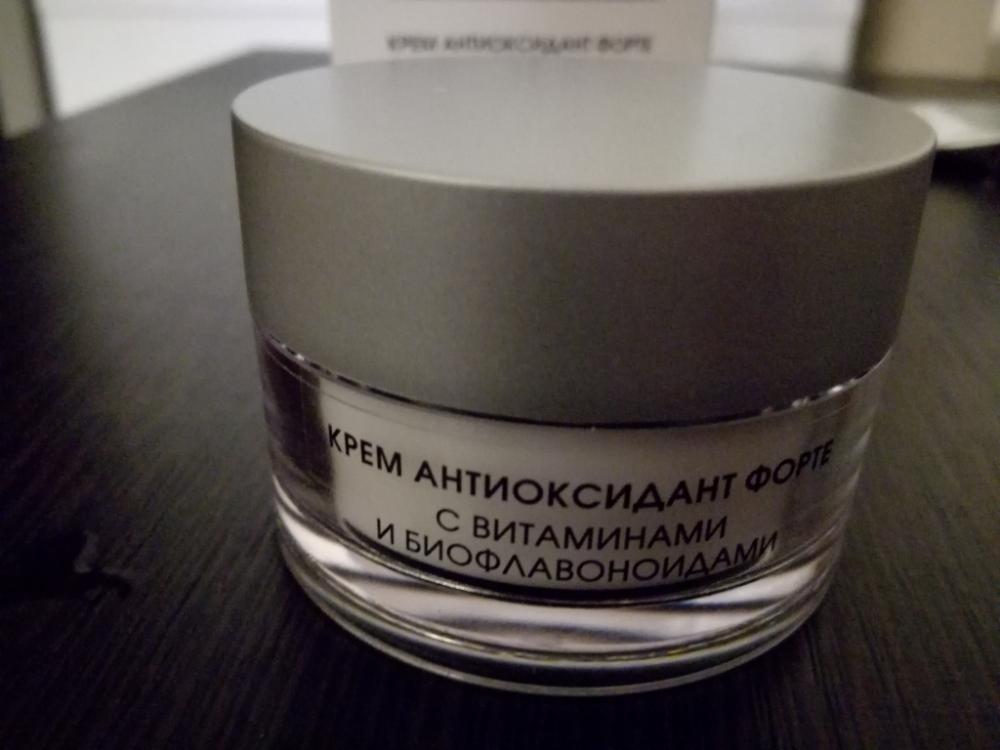 КРЕМ АНТИОКСИДАНТ ФОРТЕ
КРЕМ АНТИОКСИДАНТ ФОРТЕ
С ВИТАМИНАМИ
И БИОФЛАВОНОИДАМИ